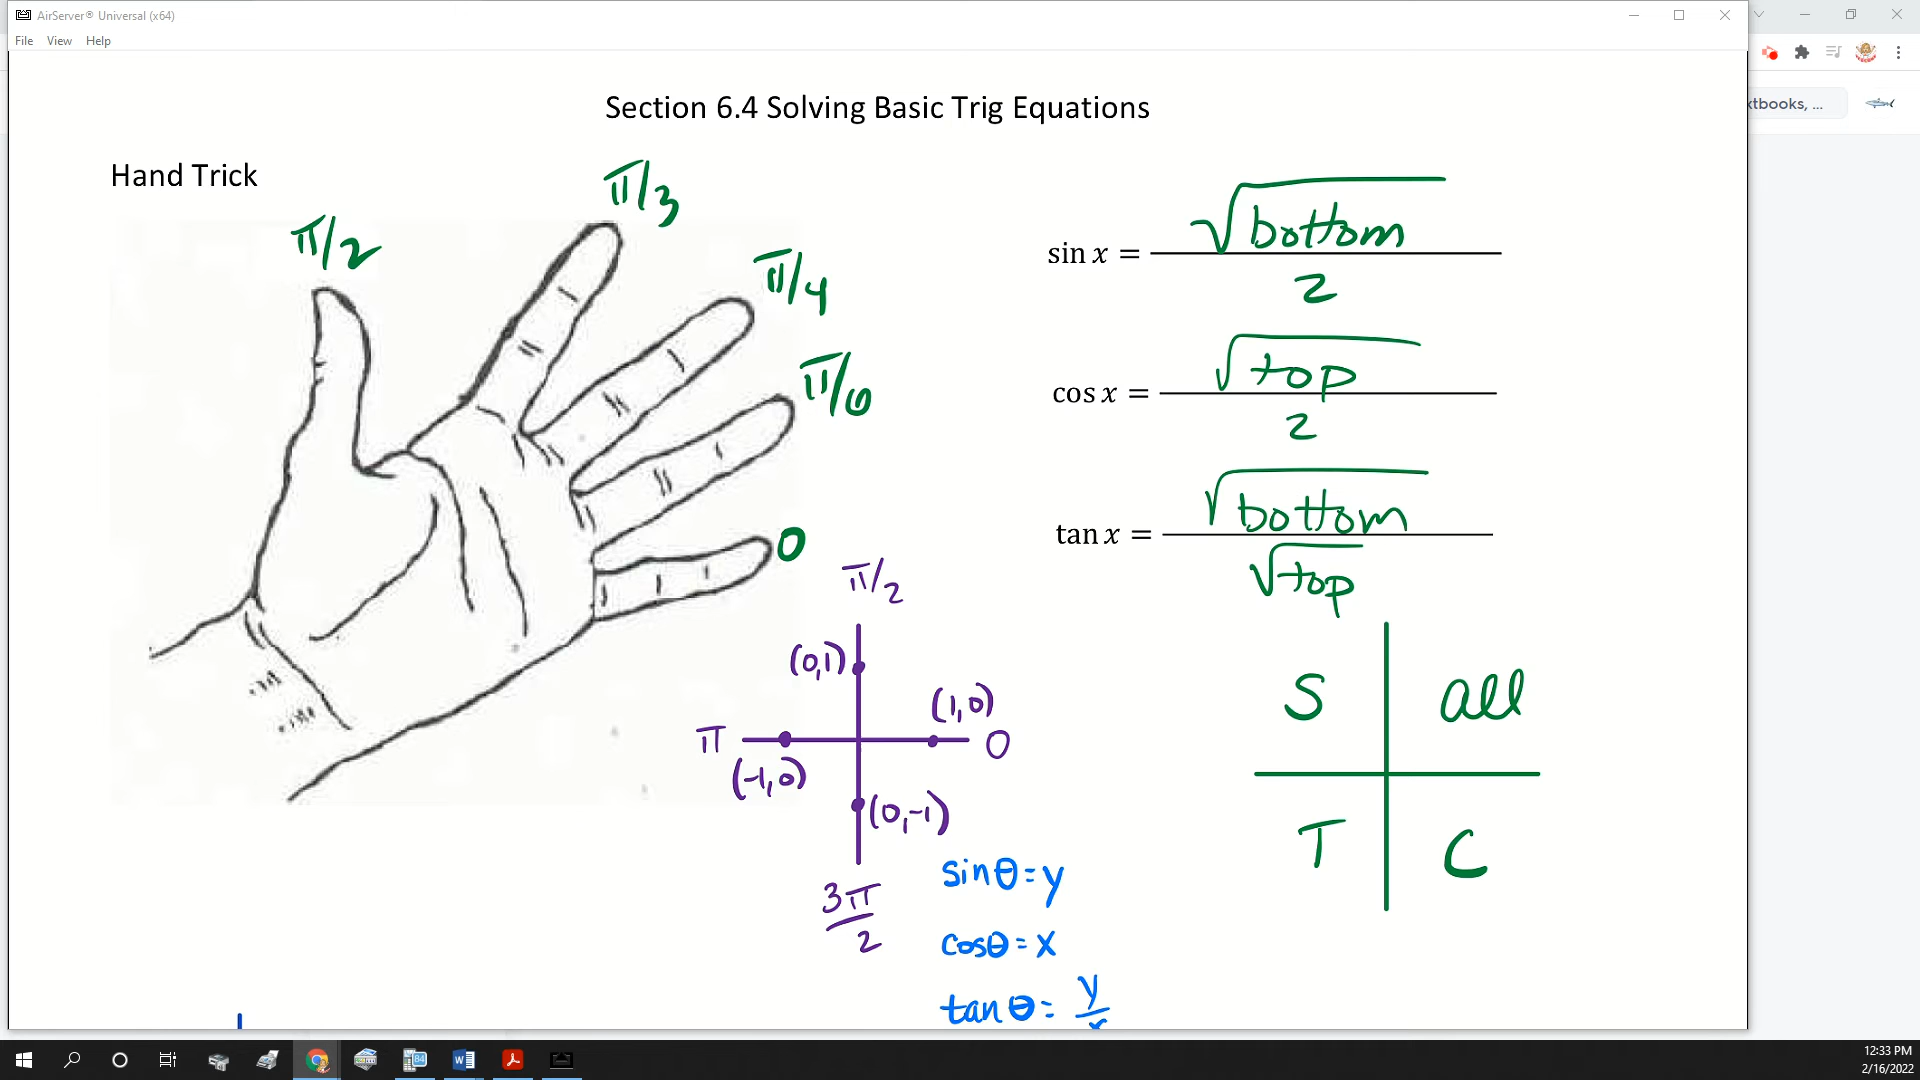 AirServer® Universal (x64)
File View Help
xtbooks, ...
Section 6.4 Solving Basic Trig Equations
Hand Trick
π/2
π/3
π/4
π/6
0
sin x = √bottom / 2
cos x = √top / 2
tan x = √bottom / √top
π/2
(0,1)
(1,0)
π
0
(-1,0)
(0,-1)
3π/2
S all
T C
sinθ=y
cosθ=x
tanθ= y/x
12:33 PM
2/16/2022